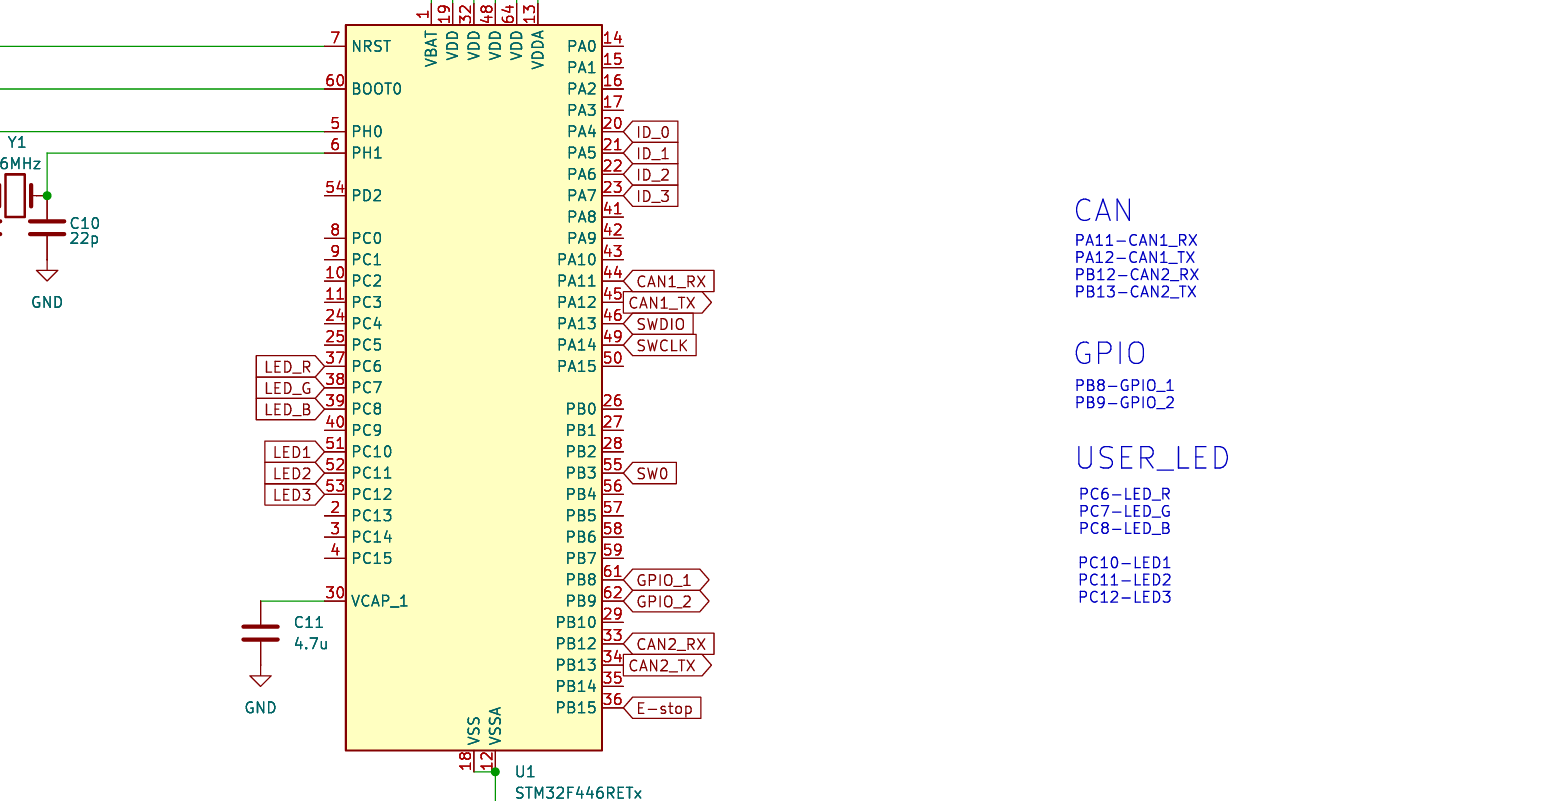 1
19
32
48
64
13
VBAT
VDD
VDD
VDD
VDD
VDDA
7 NRST
60 BOOT0
5 PH0
6 PH1
54 PD2
8 PC0
9 PC1
10 PC2
11 PC3
24 PC4
25 PC5
LED_R 37 PC6
LED_G 38 PC7
LED_B 39 PC8
40 PC9
LED1 51 PC10
LED2 52 PC11
LED3 53 PC12
2 PC13
3 PC14
4 PC15
30 VCAP_1
PA0 14
PA1 15
PA2 16
PA3 17
PA4 20 ID_0
PA5 21 ID_1
PA6 22 ID_2
PA7 23 ID_3
PA8 41
PA9 42
PA10 43
PA11 44 CAN1_RX
PA12 45 CAN1_TX
PA13 46 SWDIO
PA14 49 SWCLK
PA15 50
PB0 26
PB1 27
PB2 28
PB3 55 SW0
PB4 56
PB5 57
PB6 58
PB7 59
PB8 61 GPIO_1
PB9 62 GPIO_2
PB10 29
PB12 33 CAN2_RX
PB13 34 CAN2_TX
PB14 35
PB15 36 E-stop
VSS
VSSA
18
12
U1
STM32F446RETx
Y1
6MHz
C10
22p
GND
C11
4.7u
GND
CAN
PA11-CAN1_RX
PA12-CAN1_TX
PB12-CAN2_RX
PB13-CAN2_TX
GPIO
PB8-GPIO_1
PB9-GPIO_2
USER_LED
PC6-LED_R
PC7-LED_G
PC8-LED_B
PC10-LED1
PC11-LED2
PC12-LED3